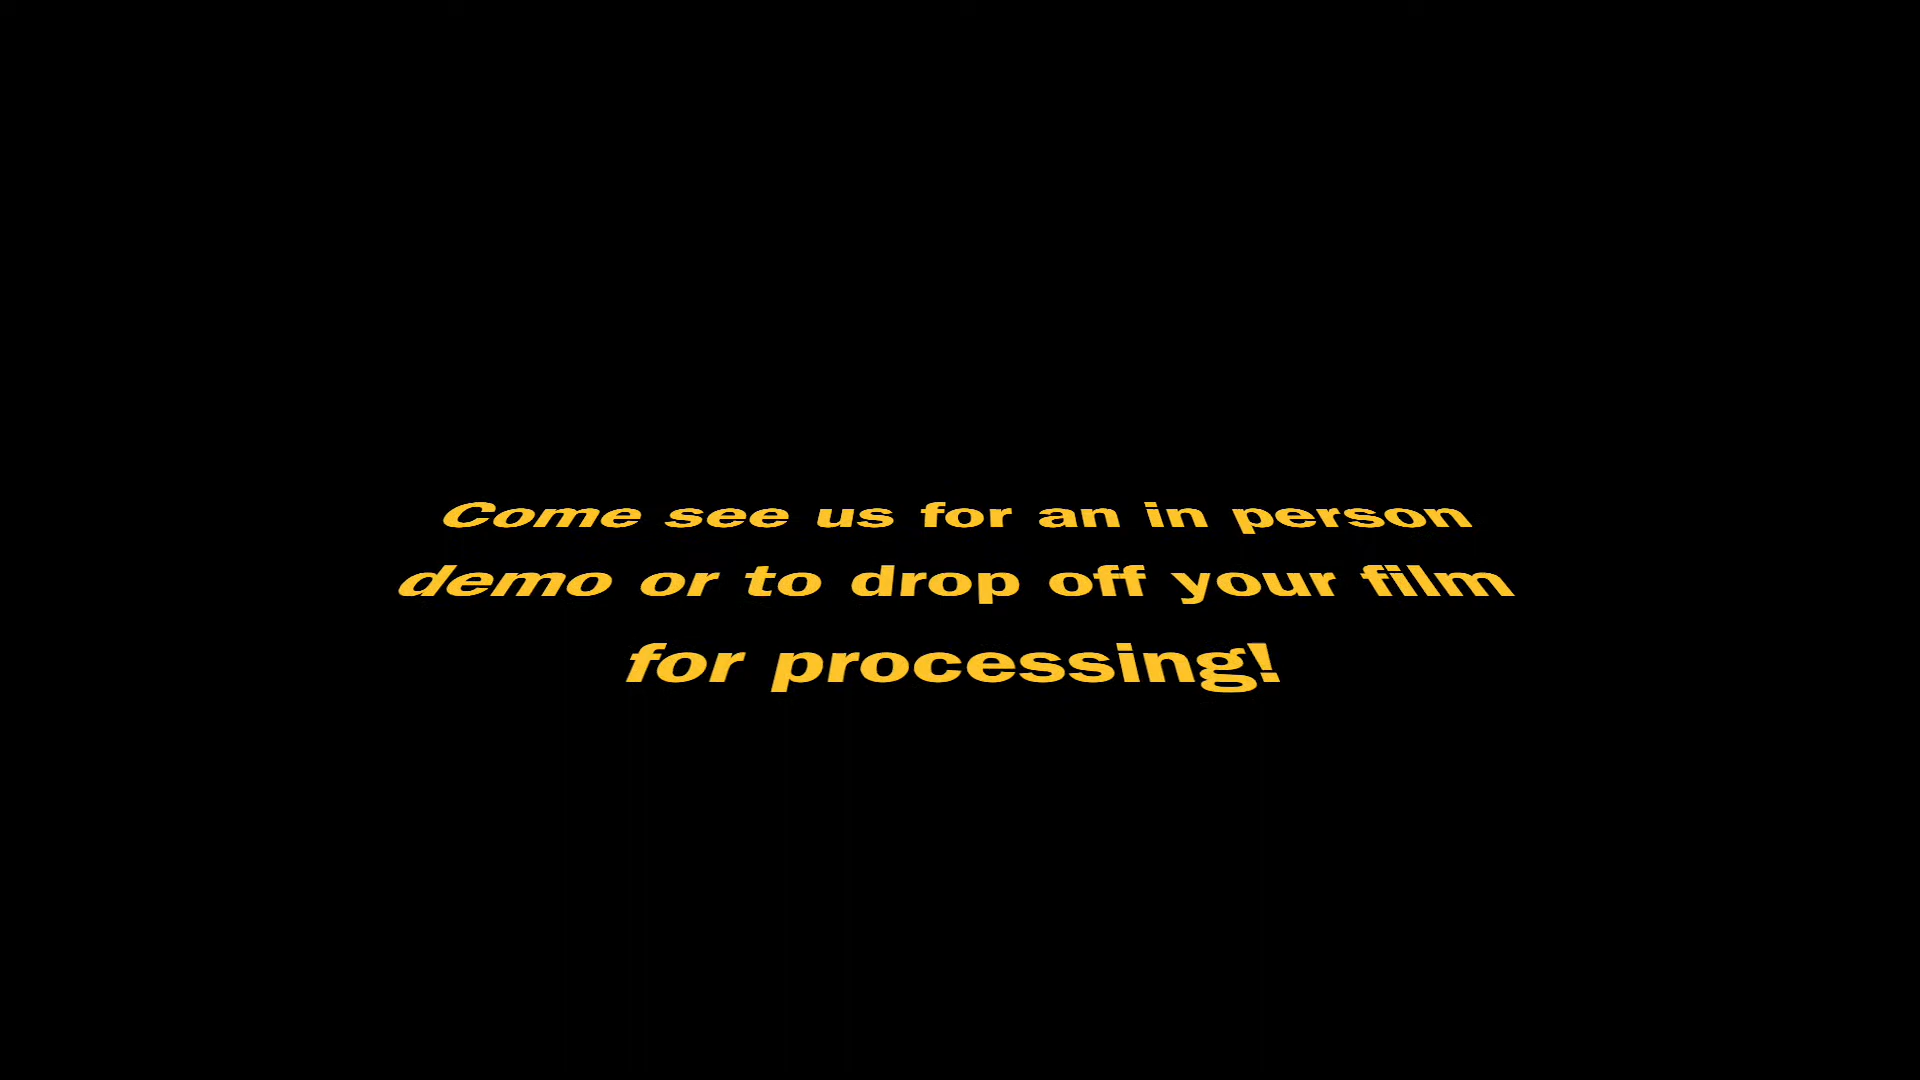 Come see us for an in person
demo or to drop off your film
for processing!